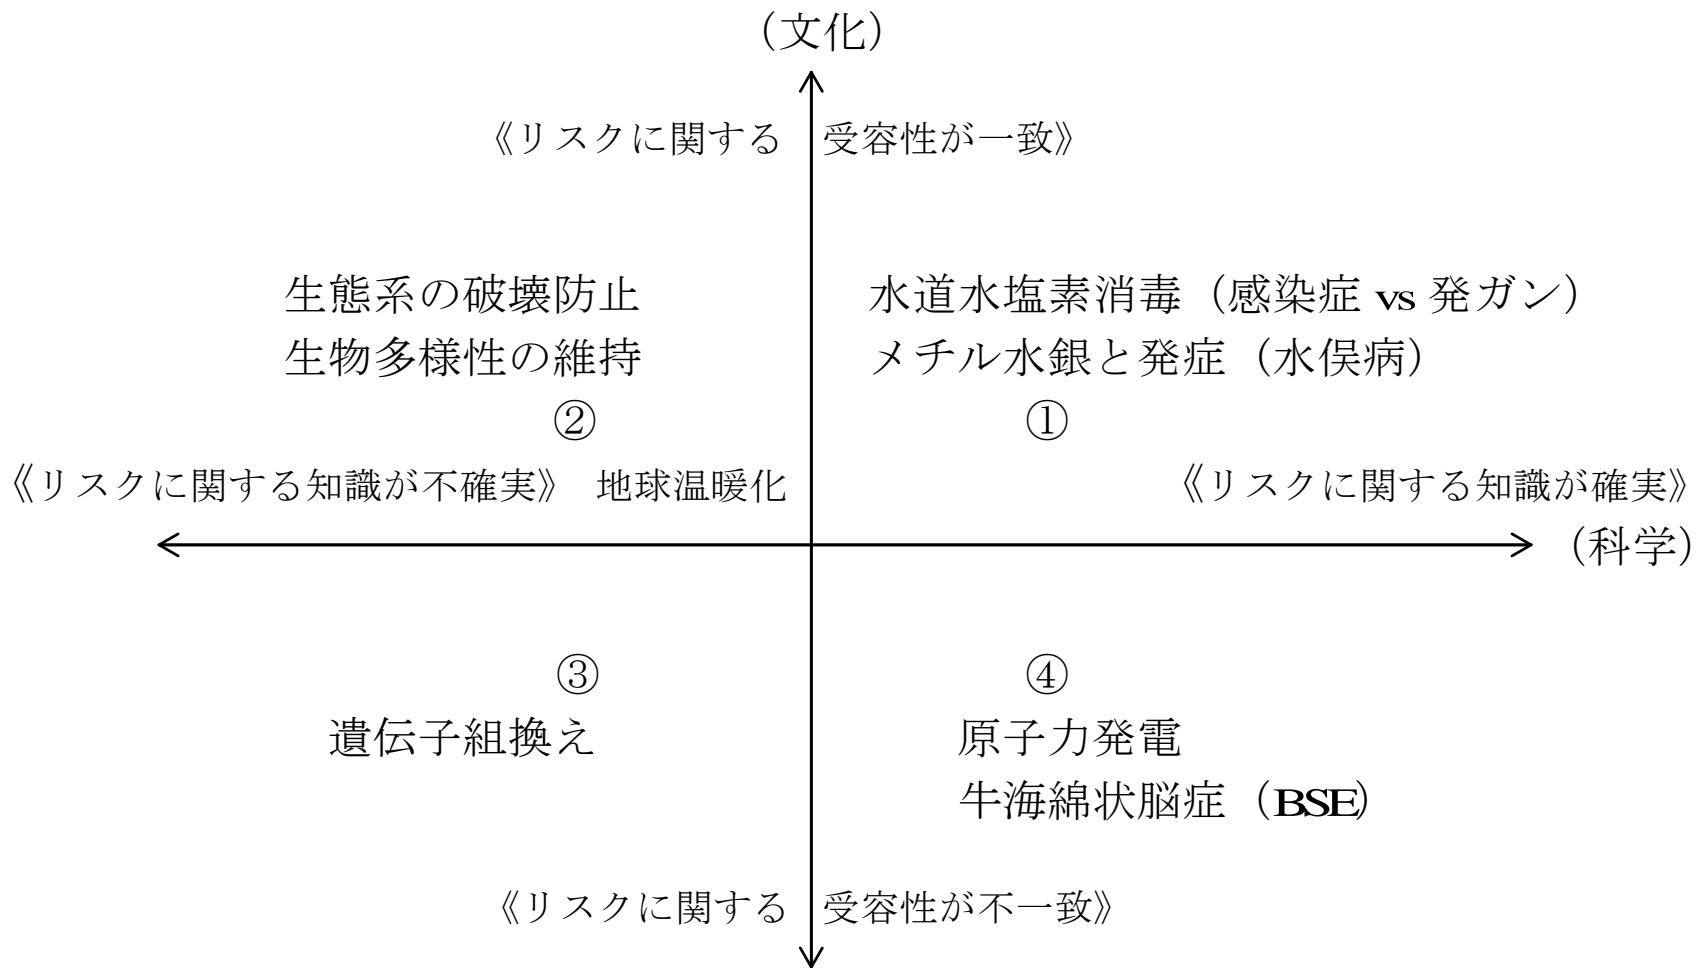 （文化）
《リスクに関する 受容性が一致》
生態系の破壊防止
生物多様性の維持
②
水道水塩素消毒（感染症 vs 発ガン）
メチル水銀と発症（水俣病）
①
《リスクに関する知識が不確実》 地球温暖化
《リスクに関する知識が確実》
（科学）
③
遺伝子組換え
④
原子力発電
牛海綿状脳症（BSE）
《リスクに関する 受容性が不一致》